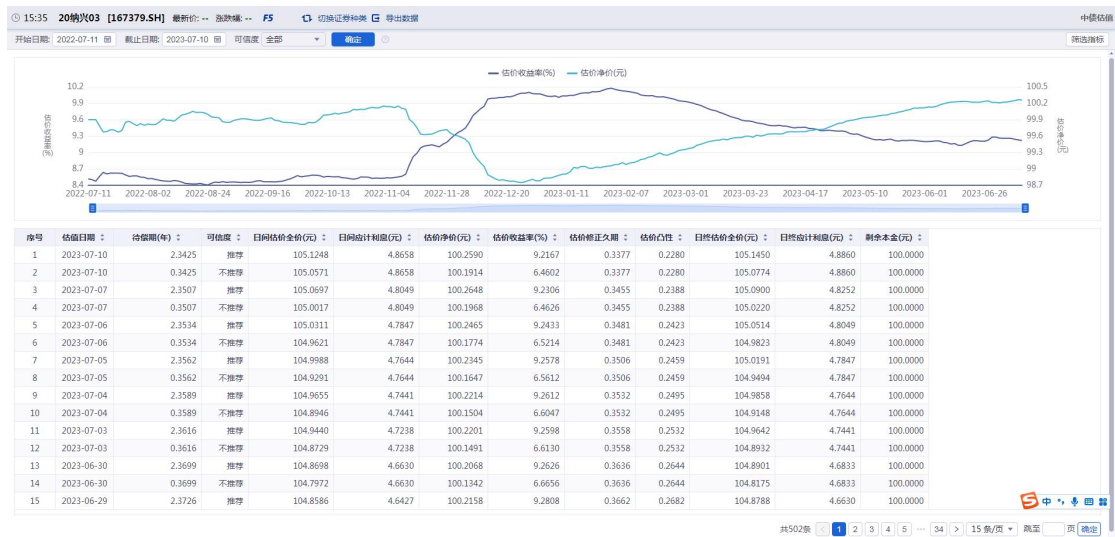 15:35 20纳兴03 [167379.SH] 最新价: -- 涨跌幅: -- F5 切换证券种类 导出数据 中债估值
开始日期: 2022-07-11 截止日期: 2023-07-10 可信度 全部 确定 筛选指标
估价收益率(%) 估价净价(元)
10.2 100.5
9.9 100.2
9.6 99.9
9.3 99.6
9 99.3
8.7 99
8.4 98.7
估价收益率(%)
估价净价(元)
2022-07-11 2022-08-02 2022-08-24 2022-09-16 2022-10-13 2022-11-04 2022-11-28 2022-12-20 2023-01-11 2023-02-07 2023-03-01 2023-03-23 2023-04-17 2023-05-10 2023-06-01 2023-06-26
序号 估值日期 待偿期(年) 可信度 日间估价全价(元) 日间应计利息(元) 估价净价(元) 估价收益率(%) 估价修正久期 估价凸性 日终估价全价(元) 日终应计利息(元) 剩余本金(元)
1 2023-07-10 2.3425 推荐 105.1248 4.8658 100.2590 9.2167 0.3377 0.2280 105.1450 4.8860 100.0000
2 2023-07-10 0.3425 不推荐 105.0571 4.8658 100.1914 6.4602 0.3377 0.2280 105.0774 4.8860 100.0000
3 2023-07-07 2.3507 推荐 105.0697 4.8049 100.2648 9.2306 0.3455 0.2388 105.0900 4.8252 100.0000
4 2023-07-07 0.3507 不推荐 105.0017 4.8049 100.1968 6.4626 0.3455 0.2388 105.0220 4.8252 100.0000
5 2023-07-06 2.3534 推荐 105.0311 4.7847 100.2465 9.2433 0.3481 0.2423 105.0514 4.8049 100.0000
6 2023-07-06 0.3534 不推荐 104.9621 4.7847 100.1774 6.5214 0.3481 0.2423 104.9823 4.8049 100.0000
7 2023-07-05 2.3562 推荐 104.9988 4.7644 100.2345 9.2578 0.3506 0.2459 105.0191 4.7847 100.0000
8 2023-07-05 0.3562 不推荐 104.9291 4.7644 100.1647 6.5612 0.3506 0.2459 104.9494 4.7847 100.0000
9 2023-07-04 2.3589 推荐 104.9655 4.7441 100.2214 9.2612 0.3532 0.2495 104.9858 4.7644 100.0000
10 2023-07-04 0.3589 不推荐 104.8946 4.7441 100.1504 6.6047 0.3532 0.2495 104.9148 4.7644 100.0000
11 2023-07-03 2.3616 推荐 104.9440 4.7238 100.2201 9.2598 0.3558 0.2532 104.9642 4.7441 100.0000
12 2023-07-03 0.3616 不推荐 104.8729 4.7238 100.1491 6.6130 0.3558 0.2532 104.8932 4.7441 100.0000
13 2023-06-30 2.3699 推荐 104.8698 4.6630 100.2068 9.2626 0.3636 0.2644 104.8901 4.6833 100.0000
14 2023-06-30 0.3699 不推荐 104.7972 4.6630 100.1342 6.6656 0.3636 0.2644 104.8175 4.6833 100.0000
15 2023-06-29 2.3726 推荐 104.8586 4.6427 100.2158 9.2808 0.3662 0.2682 104.8788 4.6630 100.0000
中
共502条 < 1 2 3 4 5 ··· 34 > 15 条/页 跳至 页 确定